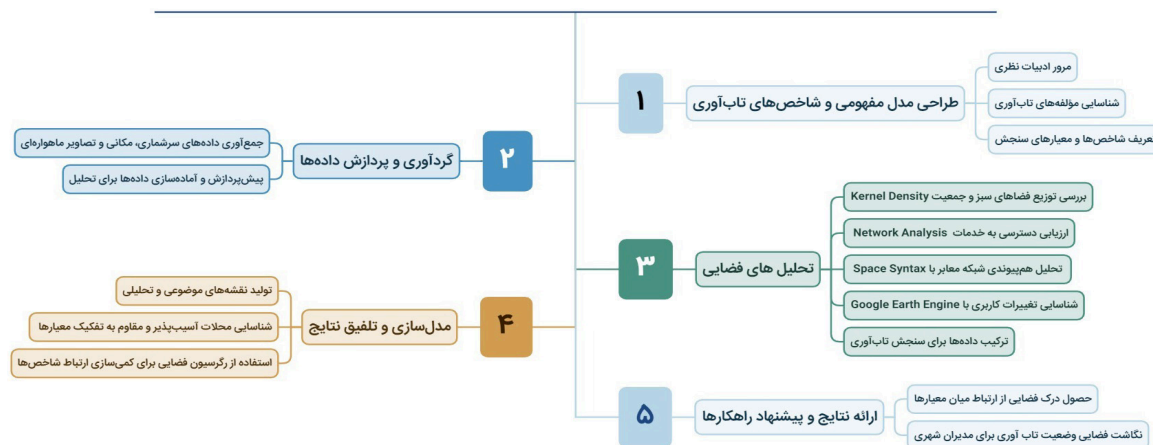 ۱
طراحی مدل مفهومی و شاخص‌های تاب‌آوری
مرور ادبیات نظری
شناسایی مؤلفه‌های تاب‌آوری
عریف شاخص‌ها و معیارهای سنجش
۲
گردآوری و پردازش داده‌ها
جمع‌آوری داده‌های سرشماری، مکانی و تصاویر ماهواره‌ای
پیش‌پردازش و آماده‌سازی داده‌ها برای تحلیل
۳
تحلیل های فضایی
بررسی توزیع فضاهای سبز و جمعیت Kernel Density
ارزیابی دسترسی به خدمات Network Analysis
تحلیل هم‌پیوندی شبکه معابر با Space Syntax
شناسایی تغییرات کاربری با Google Earth Engine
ترکیب داده‌ها برای سنجش تاب‌آوری
۴
مدل‌سازی و تلفیق نتایج
تولید نقشه‌های موضوعی و تحلیلی
شناسایی محلات آسیب‌پذیر و مقاوم به تفکیک معیارها
استفاده از رگرسیون فضایی برای کمی‌سازی ارتباط شاخص‌ها
۵
ارائه نتایج و پیشنهاد راهکارها
حصول درک فضایی از ارتباط میان معیارها
نگاشت فضایی وضعیت تاب آوری برای مدیران شهری